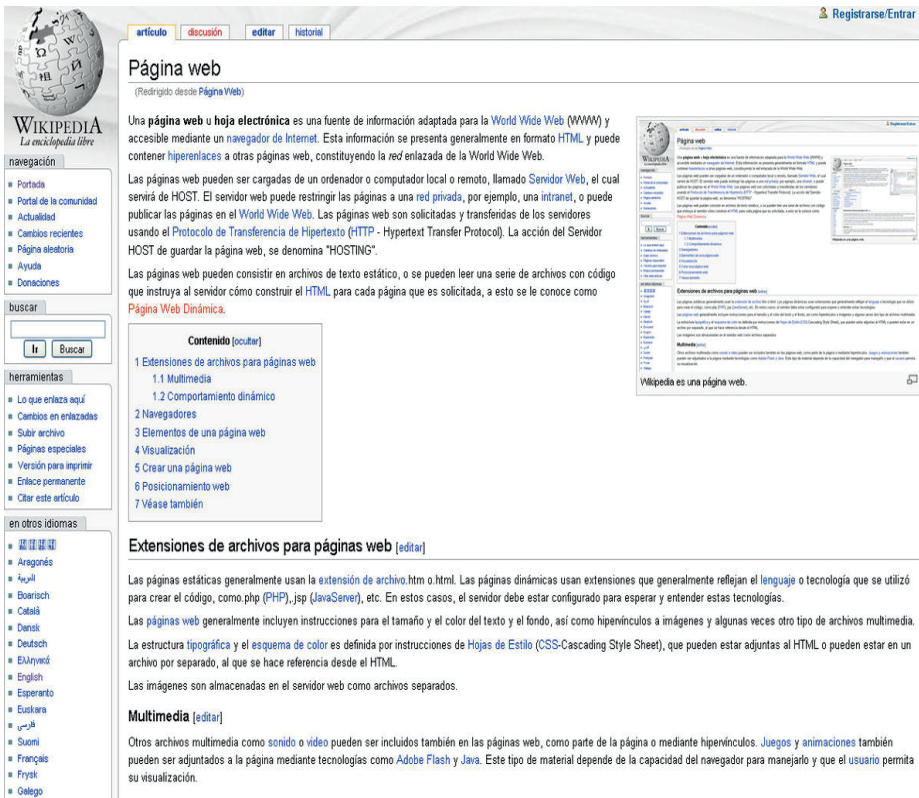 Registrarse/Entrar
artículo
discusión
editar
historial
WIKIPEDIA
La enciclopedia libre
navegación
Portada
Portal de la comunidad
Actualidad
Cambios recientes
Página aleatoria
Ayuda
Donaciones
buscar
Ir
Buscar
herramientas
Lo que enlaza aquí
Cambios en enlazadas
Subir archivo
Páginas especiales
Versión para imprimir
Enlace permanente
Citar este artículo
en otros idiomas
Aragonés
العربية
Boarisch
Català
Dansk
Deutsch
Ελληνικά
English
Esperanto
Euskara
فارسی
Suomi
Français
Frysk
Galego
Página web
(Redirigido desde Página Web)
Una página web u hoja electrónica es una fuente de información adaptada para la World Wide Web (WWW) y
accesible mediante un navegador de Internet. Esta información se presenta generalmente en formato HTML y puede
contener hiperenlaces a otras páginas web, constituyendo la red enlazada de la World Wide Web.
Las páginas web pueden ser cargadas de un ordenador o computador local o remoto, llamado Servidor Web, el cual
servirá de HOST. El servidor web puede restringir las páginas a una red privada, por ejemplo, una intranet, o puede
publicar las páginas en el World Wide Web. Las páginas web son solicitadas y transferidas de los servidores
usando el Protocolo de Transferencia de Hipertexto (HTTP - Hypertext Transfer Protocol). La acción del Servidor
HOST de guardar la página web, se denomina "HOSTING".
Las páginas web pueden consistir en archivos de texto estático, o se pueden leer una serie de archivos con código
que instruya al servidor cómo construir el HTML para cada página que es solicitada, a esto se le conoce como
Página Web Dinámica.
Wikipedia es una página web.
Contenido [ocultar]
1 Extensiones de archivos para páginas web
1.1 Multimedia
1.2 Comportamiento dinámico
2 Navegadores
3 Elementos de una página web
4 Visualización
5 Crear una página web
6 Posicionamiento web
7 Véase también
Extensiones de archivos para páginas web [editar]
Las páginas estáticas generalmente usan la extensión de archivo.htm o.html. Las páginas dinámicas usan extensiones que generalmente reflejan el lenguaje o tecnología que se utilizó
para crear el código, como.php (PHP),.jsp (JavaServer), etc. En estos casos, el servidor debe estar configurado para esperar y entender estas tecnologías.
Las páginas web generalmente incluyen instrucciones para el tamaño y el color del texto y el fondo, así como hipervínculos a imágenes y algunas veces otro tipo de archivos multimedia.
La estructura tipográfica y el esquema de color es definida por instrucciones de Hojas de Estilo (CSS-Cascading Style Sheet), que pueden estar adjuntas al HTML o pueden estar en un
archivo por separado, al que se hace referencia desde el HTML.
Las imágenes son almacenadas en el servidor web como archivos separados.
Multimedia [editar]
Otros archivos multimedia como sonido o video pueden ser incluidos también en las páginas web, como parte de la página o mediante hipervínculos. Juegos y animaciones también
pueden ser adjuntados a la página mediante tecnologías como Adobe Flash y Java. Este tipo de material depende de la capacidad del navegador para manejarlo y que el usuario permita
su visualización.